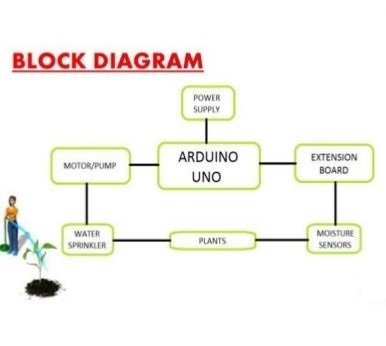 BLOCK DIAGRAM
POWER
SUPPLY
MOTOR/PUMP
ARDUINO
UNO
EXTENSION
BOARD
WATER
SPRINKLER
PLANTS
MOISTURE
SENSORS